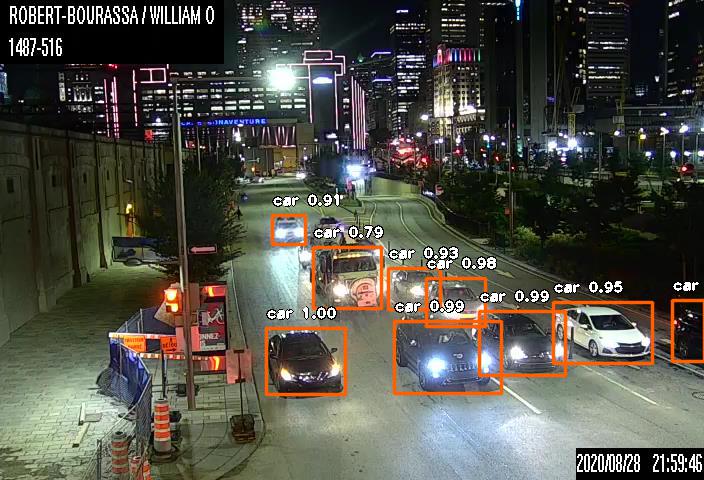 ROBERT-BOURASSA / WILLIAM O
1487-516
BONAVENTURE
car 0.91
car 0.79
car 0.93
car 0.98
car 0.95
car
car 0.99
car 0.99
car 1.00
2020/08/28 21:59:46